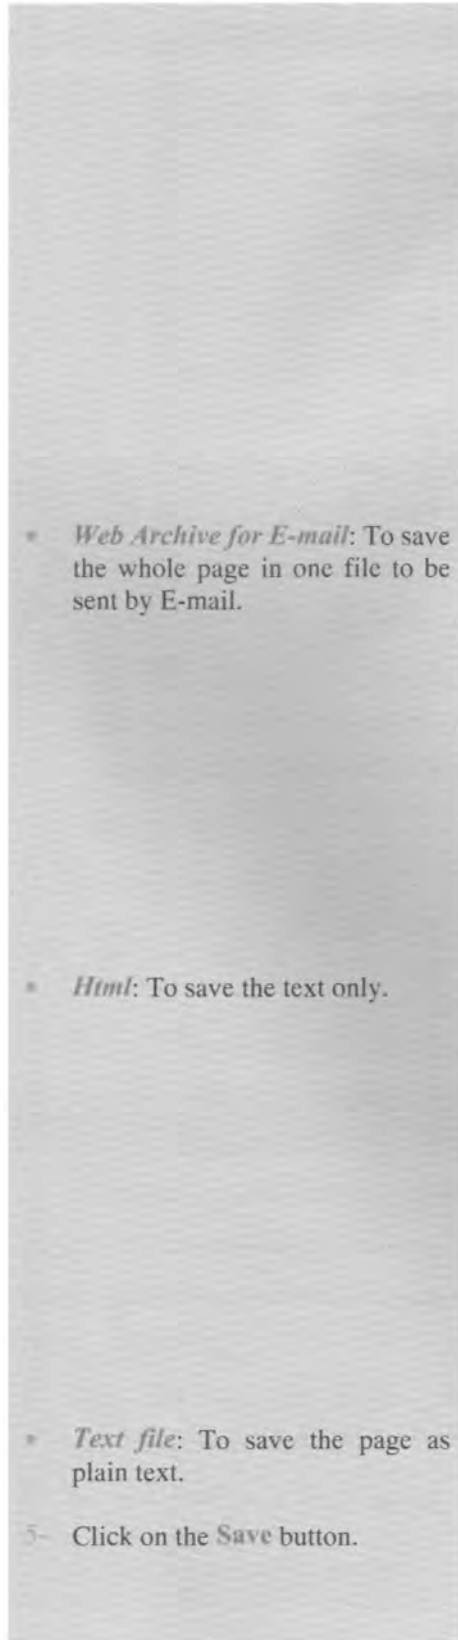 • Web Archive for E-mail: To save
the whole page in one file to be
sent by E-mail.
• Html: To save the text only.
• Text file: To save the page as
plain text.
5- Click on the Save button.